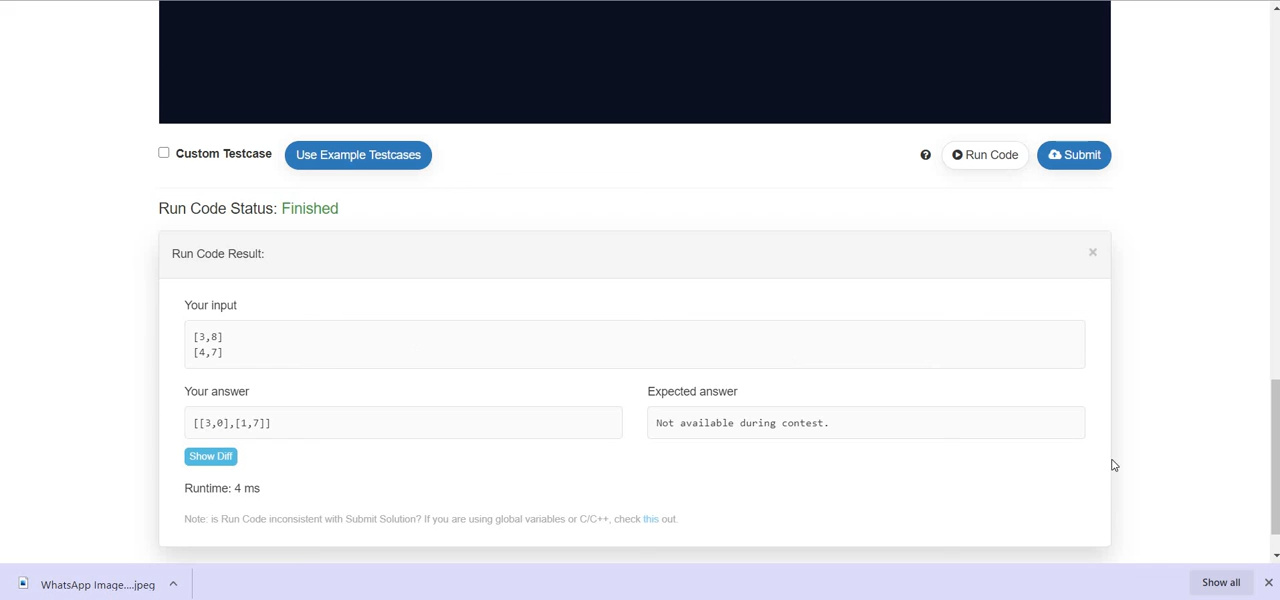 Custom Testcase
Use Example Testcases
?
Run Code
Submit
Run Code Status: Finished
Run Code Result:
×
Your input
[3,8]
[4,7]
Your answer
Expected answer
[[3,0],[1,7]]
Not available during contest.
Show Diff
Runtime: 4 ms
Note: is Run Code inconsistent with Submit Solution? If you are using global variables or C/C++, check this out.
WhatsApp Image....jpeg
Show all